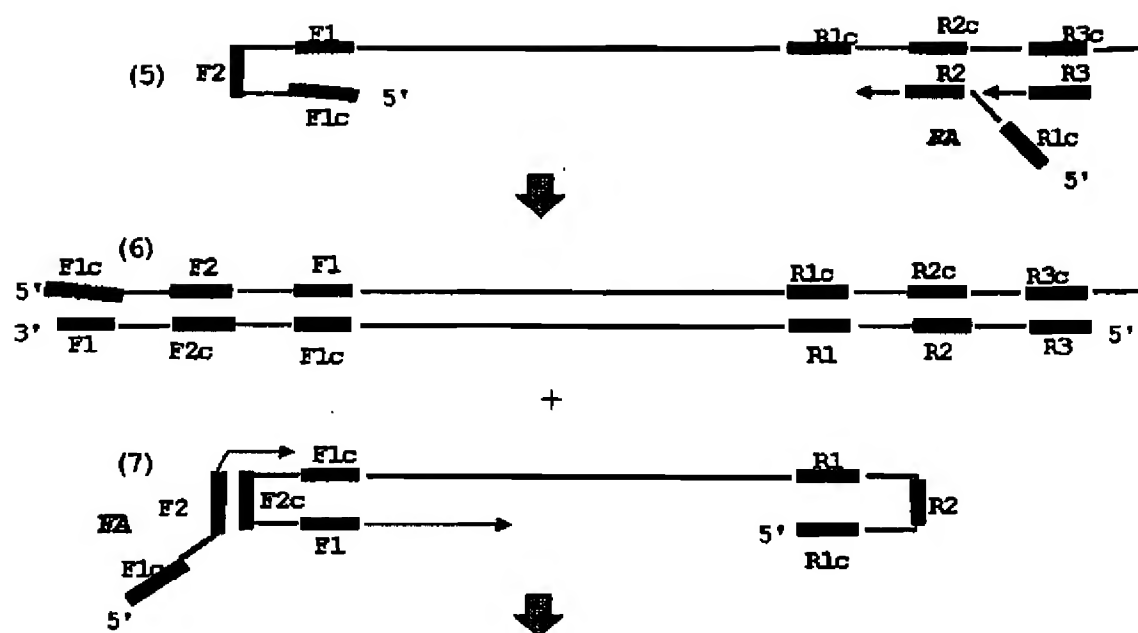 F1 R1c R2c R3c
(5) F2 R2 R3
F1c 5'
RA R1c
5'
(6)
F1c F2 F1 R1c R2c R3c
5'
3' 5'
F1 F2c F1c R1 R2 R3
+
(7) F1c R1
F2 F2c R2
FA
F1 5' R1c
F1c
5'